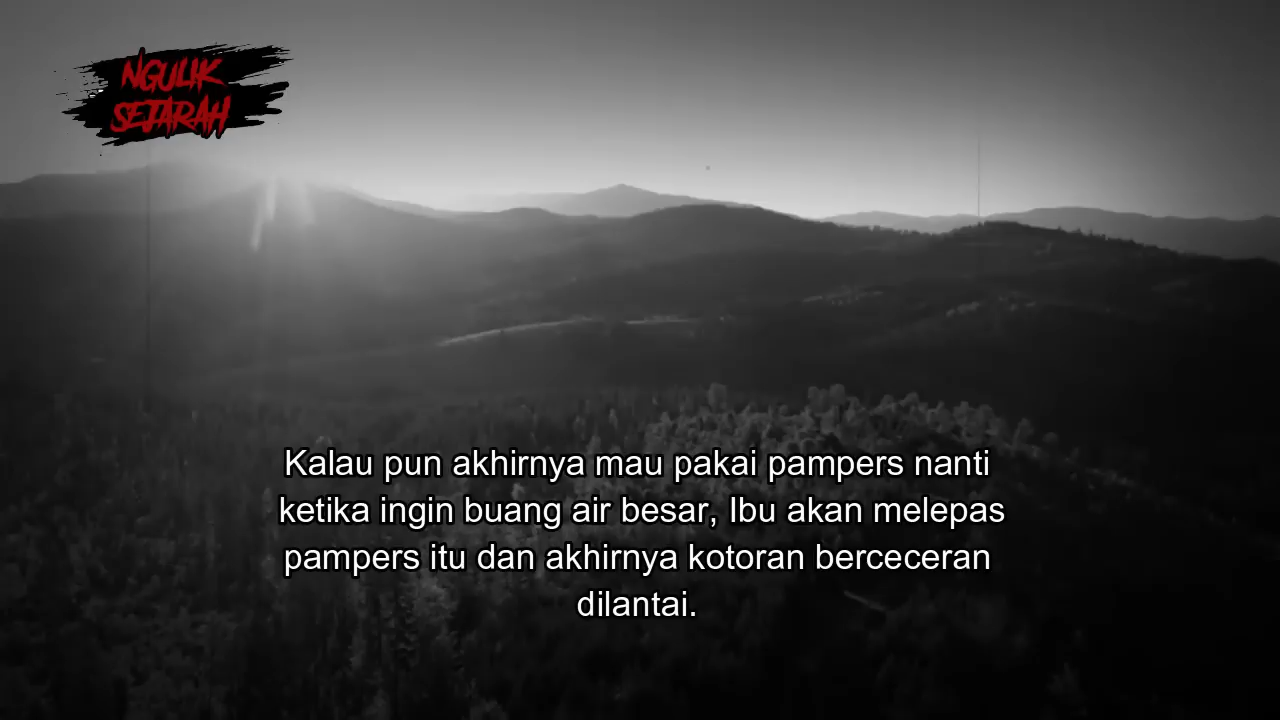 NGULIK
SEJARAH
Kalau pun akhirnya mau pakai pampers nanti
ketika ingin buang air besar, Ibu akan melepas
pampers itu dan akhirnya kotoran berceceran
dilantai.